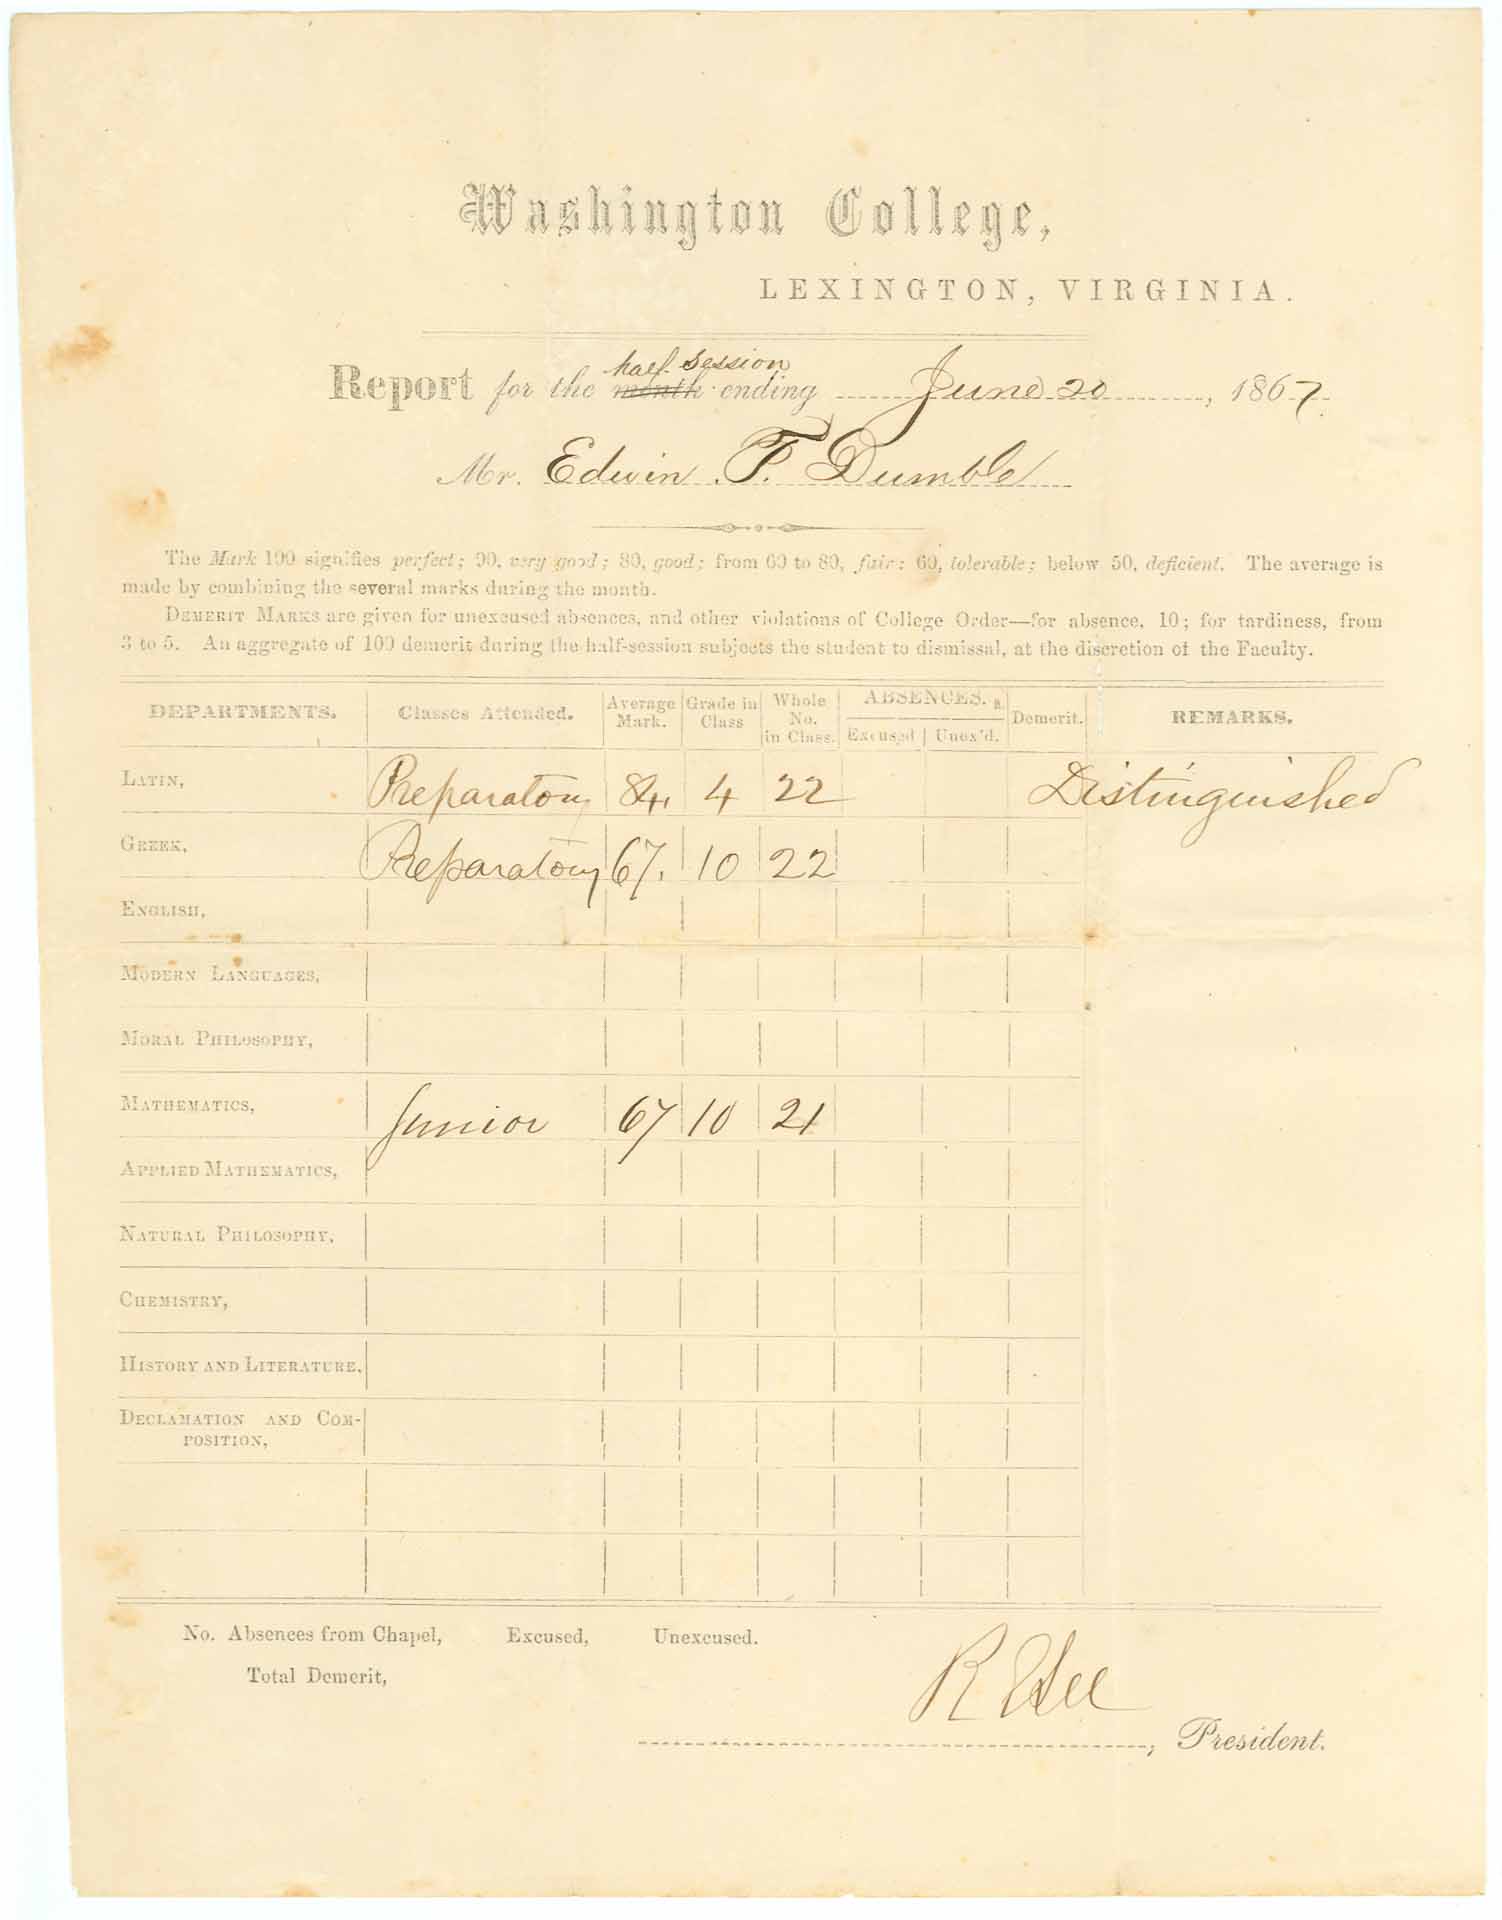 Washington College,
LEXINGTON, VIRGINIA.
half session
Report for the month ending June 20, 1867.
Mr. Edwin T. Dumble
The Mark 100 signifies perfect; 90, very good; 80, good; from 60 to 80, fair; 60, tolerable; below 50, deficient. The average is
made by combining the several marks during the month.
DEMERIT MARKS are given for unexcused absences, and other violations of College Order—for absence, 10; for tardiness, from
3 to 5. An aggregate of 100 demerit during the half-session subjects the student to dismissal, at the discretion of the Faculty.
DEPARTMENTS. Classes Attended. Average Mark. Grade in Class Whole No. in Class. ABSENCES. Excused Unex'd. Demerit. REMARKS.
LATIN, Preparatory 84, 4 22 Distinguished
GREEK, Preparatory 67. 10 22
ENGLISH,
MODERN LANGUAGES,
MORAL PHILOSOPHY,
MATHEMATICS, Junior 67 10 21
APPLIED MATHEMATICS,
NATURAL PHILOSOPHY,
CHEMISTRY,
HISTORY AND LITERATURE,
DECLAMATION AND COM-
POSITION,
No. Absences from Chapel, Excused, Unexcused.
Total Demerit,
R E Lee
, President.